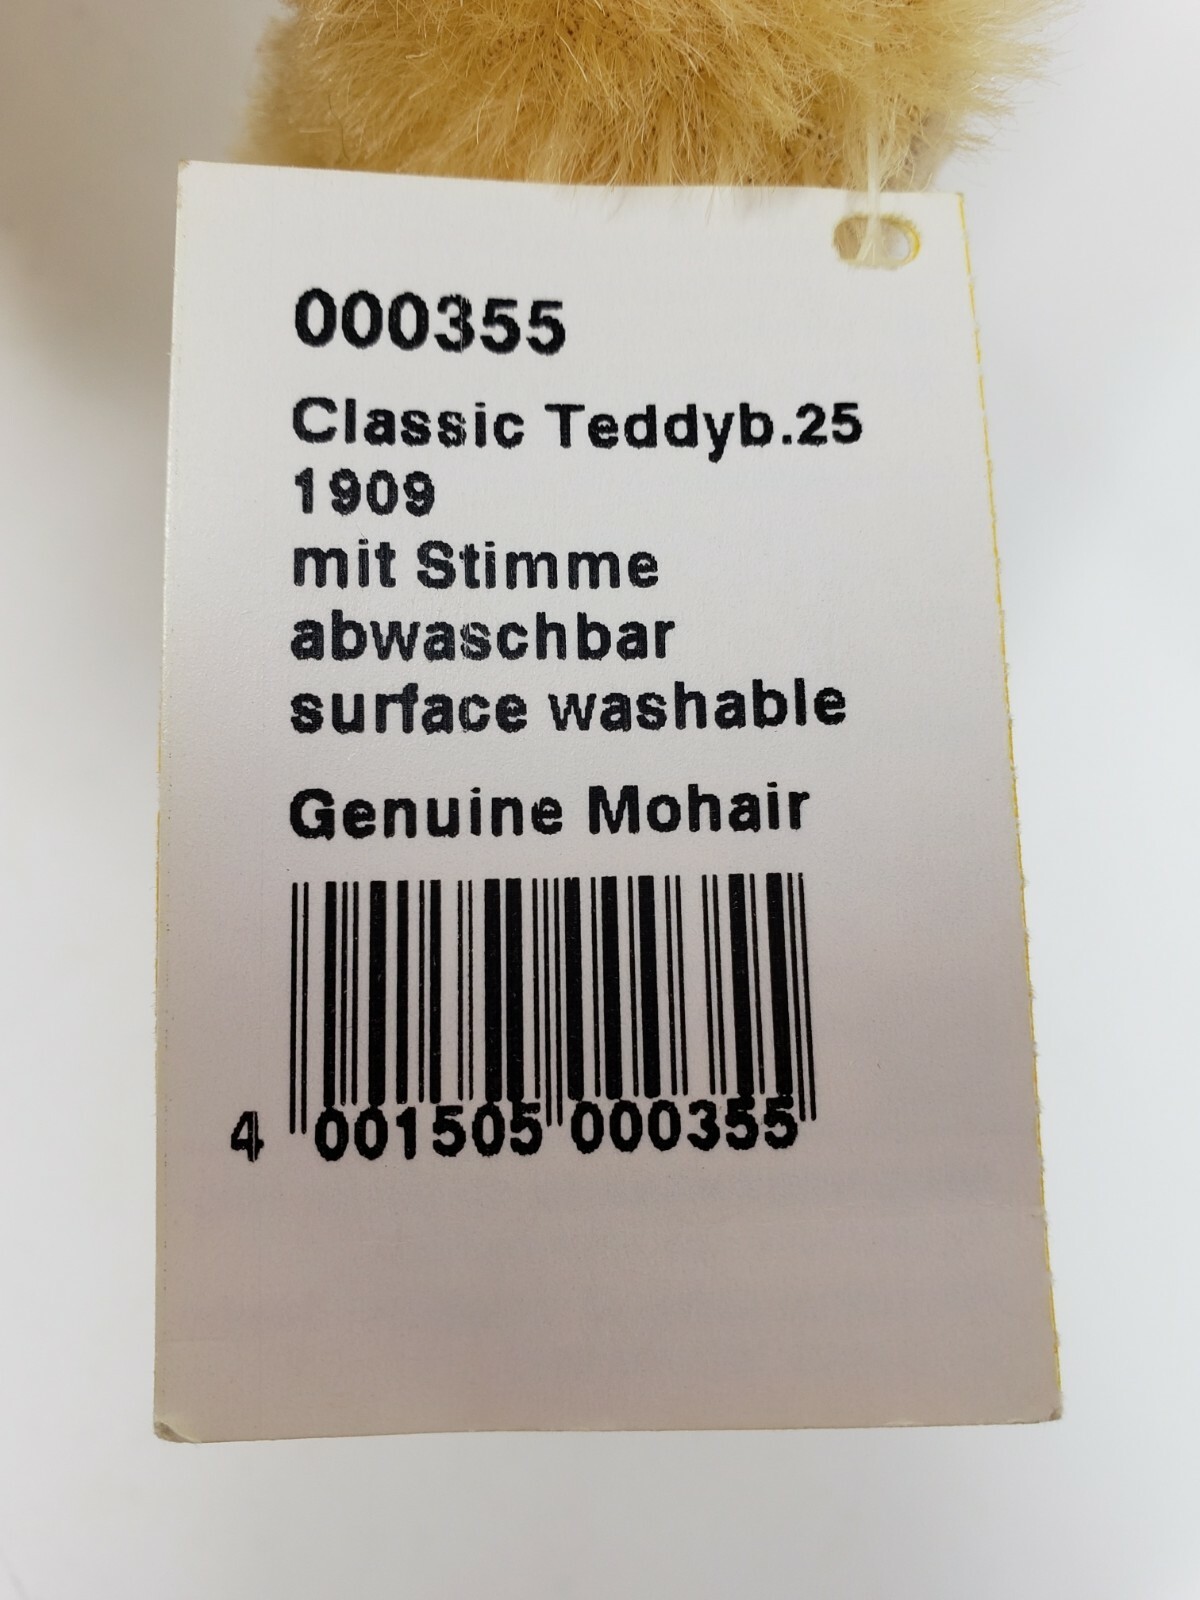 000355
Classic Teddyb.25
1909
mit Stimme
abwaschbar
surface washable
Genuine Mohair
4 001505 000355